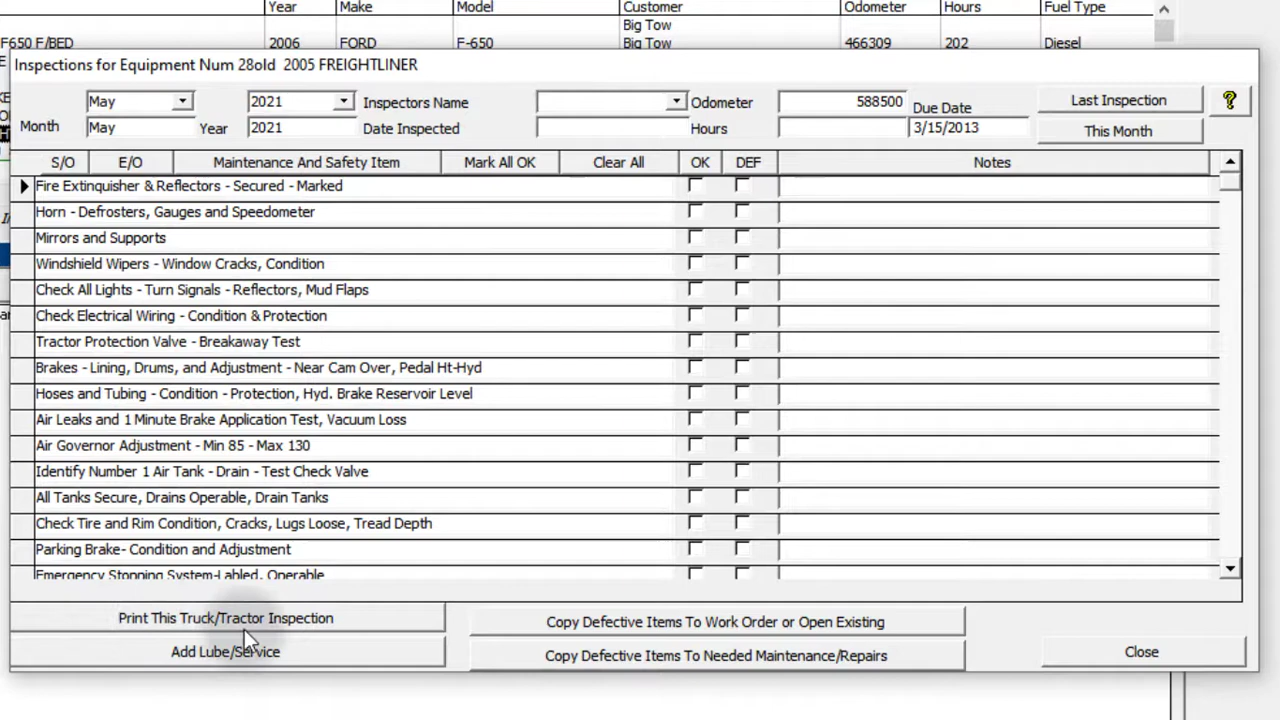 Year Make Model Customer Odometer Hours Fuel Type
Big Tow
F650 F/BED 2006 FORD F-650 Big Tow 466309 202 Diesel
Inspections for Equipment Num 28old 2005 FREIGHTLINER
May 2021 Inspectors Name Odometer 588500 Due Date Last Inspection ?
Month May Year 2021 Date Inspected Hours 3/15/2013 This Month
S/O E/O Maintenance And Safety Item Mark All OK Clear All OK DEF Notes
Fire Extinguisher & Reflectors - Secured - Marked
Horn - Defrosters, Gauges and Speedometer
Mirrors and Supports
Windshield Wipers - Window Cracks, Condition
Check All Lights - Turn Signals - Reflectors, Mud Flaps
Check Electrical Wiring - Condition & Protection
Tractor Protection Valve - Breakaway Test
Brakes - Lining, Drums, and Adjustment - Near Cam Over, Pedal Ht-Hyd
Hoses and Tubing - Condition - Protection, Hyd. Brake Reservoir Level
Air Leaks and 1 Minute Brake Application Test, Vacuum Loss
Air Governor Adjustment - Min 85 - Max 130
Identify Number 1 Air Tank - Drain - Test Check Valve
All Tanks Secure, Drains Operable, Drain Tanks
Check Tire and Rim Condition, Cracks, Lugs Loose, Tread Depth
Parking Brake- Condition and Adjustment
Emergency Stopping System-Labled, Operable
Print This Truck/Tractor Inspection Copy Defective Items To Work Order or Open Existing
Add Lube/Service Copy Defective Items To Needed Maintenance/Repairs Close